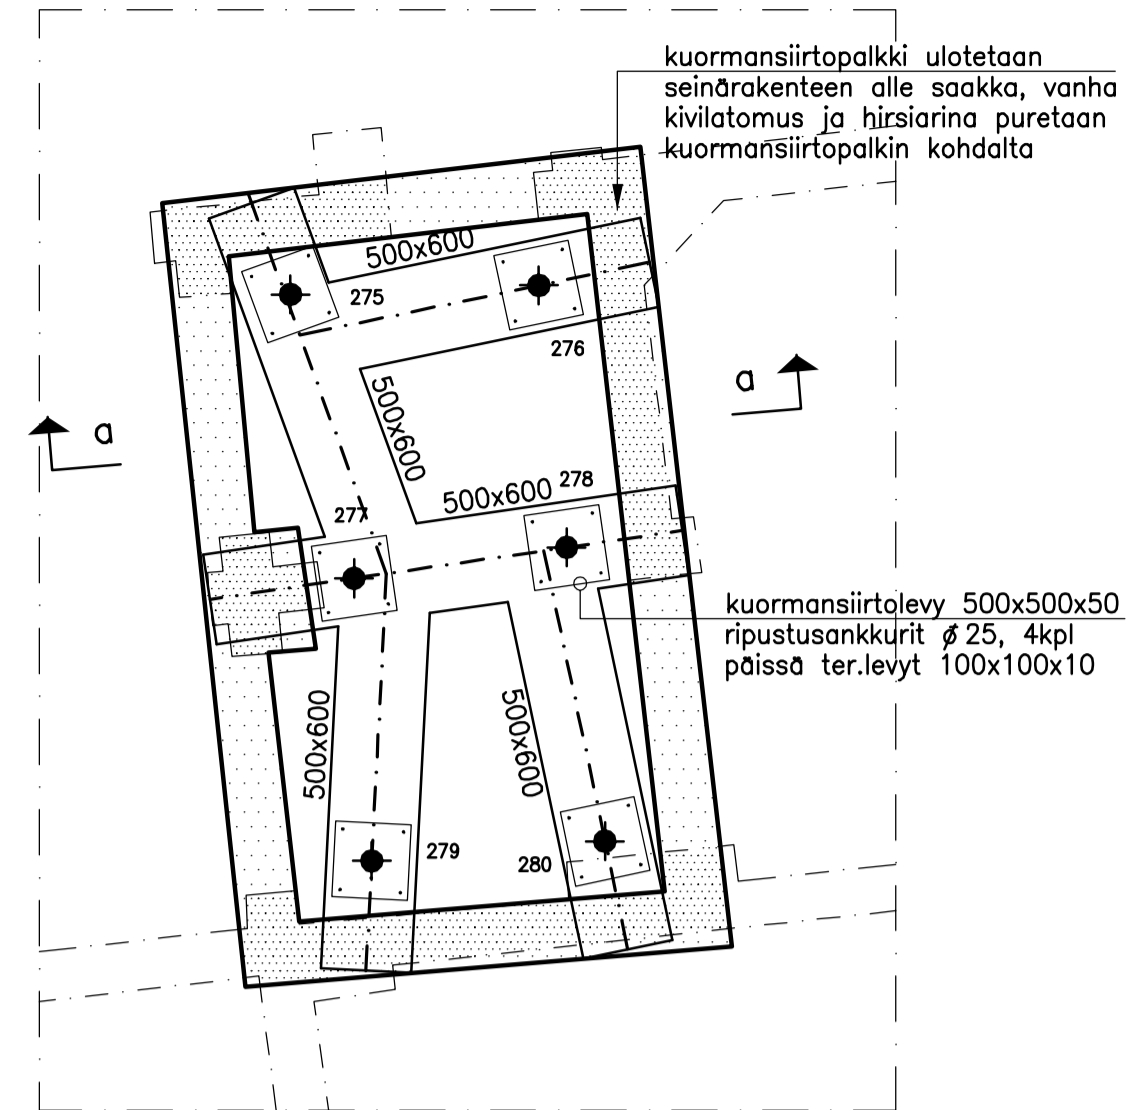 kuormansiirtopalkki ulotetaan
seinärakenteen alle saakka, vanha
kivilatomus ja hirsiarina puretaan
kuormansiirtopalkin kohdalta
500x600
275
276
a
a
500x600
500x600
278
277
kuormansiirtolevy 500x500x50
ripustusankkurit ø 25, 4kpl
päissä ter.levyt 100x100x10
500x600
500x600
279
280